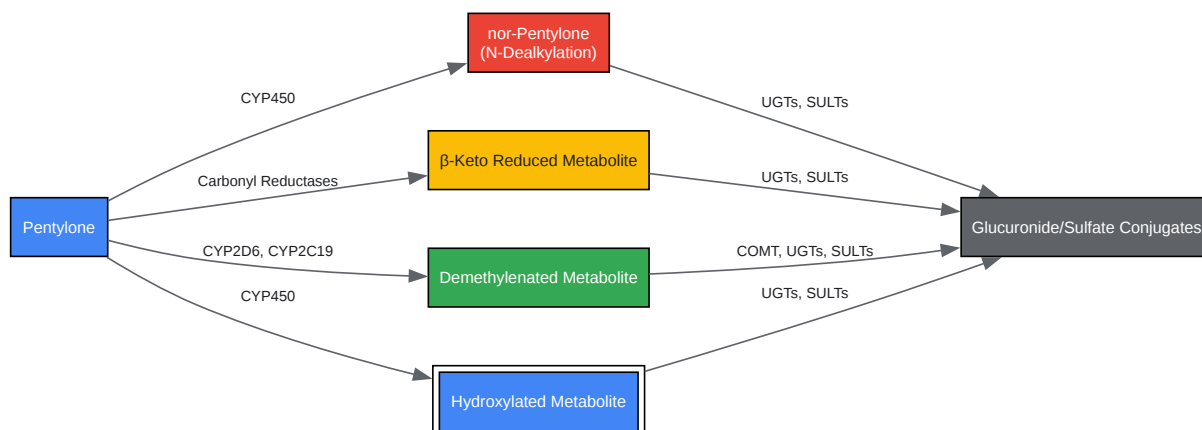 nor-Pentylone
(N-Dealkylation)
CYP450
UGTs, SULTs
β-Keto Reduced Metabolite
Carbonyl Reductases
UGTs, SULTs
Pentylone
Glucuronide/Sulfate Conjugates
CYP2D6, CYP2C19
COMT, UGTs, SULTs
Demethylenated Metabolite
CYP450
UGTs, SULTs
Hydroxylated Metabolite